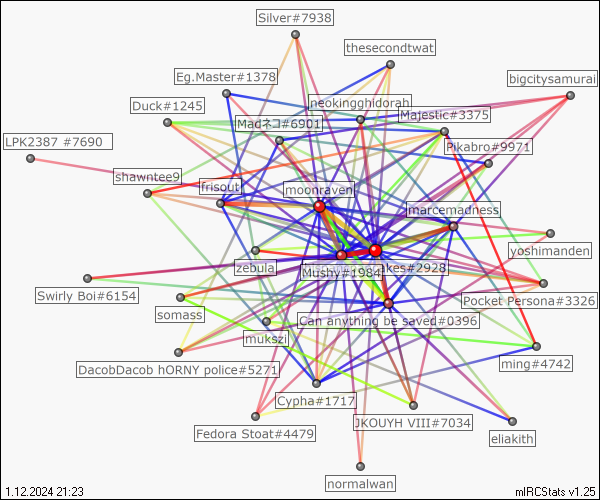 Silver#7938
thesecondtwat
Eg.Master#1378
bigcitysamurai
Duck#1245
neokingghidorah
Majestic#3375
Madネコ#6901
LPK2387 #7690
Pikabro#9971
shawntee9
frisout
moonraven
marcemadness
yoshimanden
zebula
Mushy#1984
akes#2928
Swirly Boi#6154
Pocket Persona#3326
somass
Can anything be saved#0396
mukszi
DacobDacob hORNY police#5271
ming#4742
Cypha#1717
JKOUYH VIII#7034
Fedora Stoat#4479
eliakith
normalwan
1.12.2024 21:23
mIRCStats v1.25